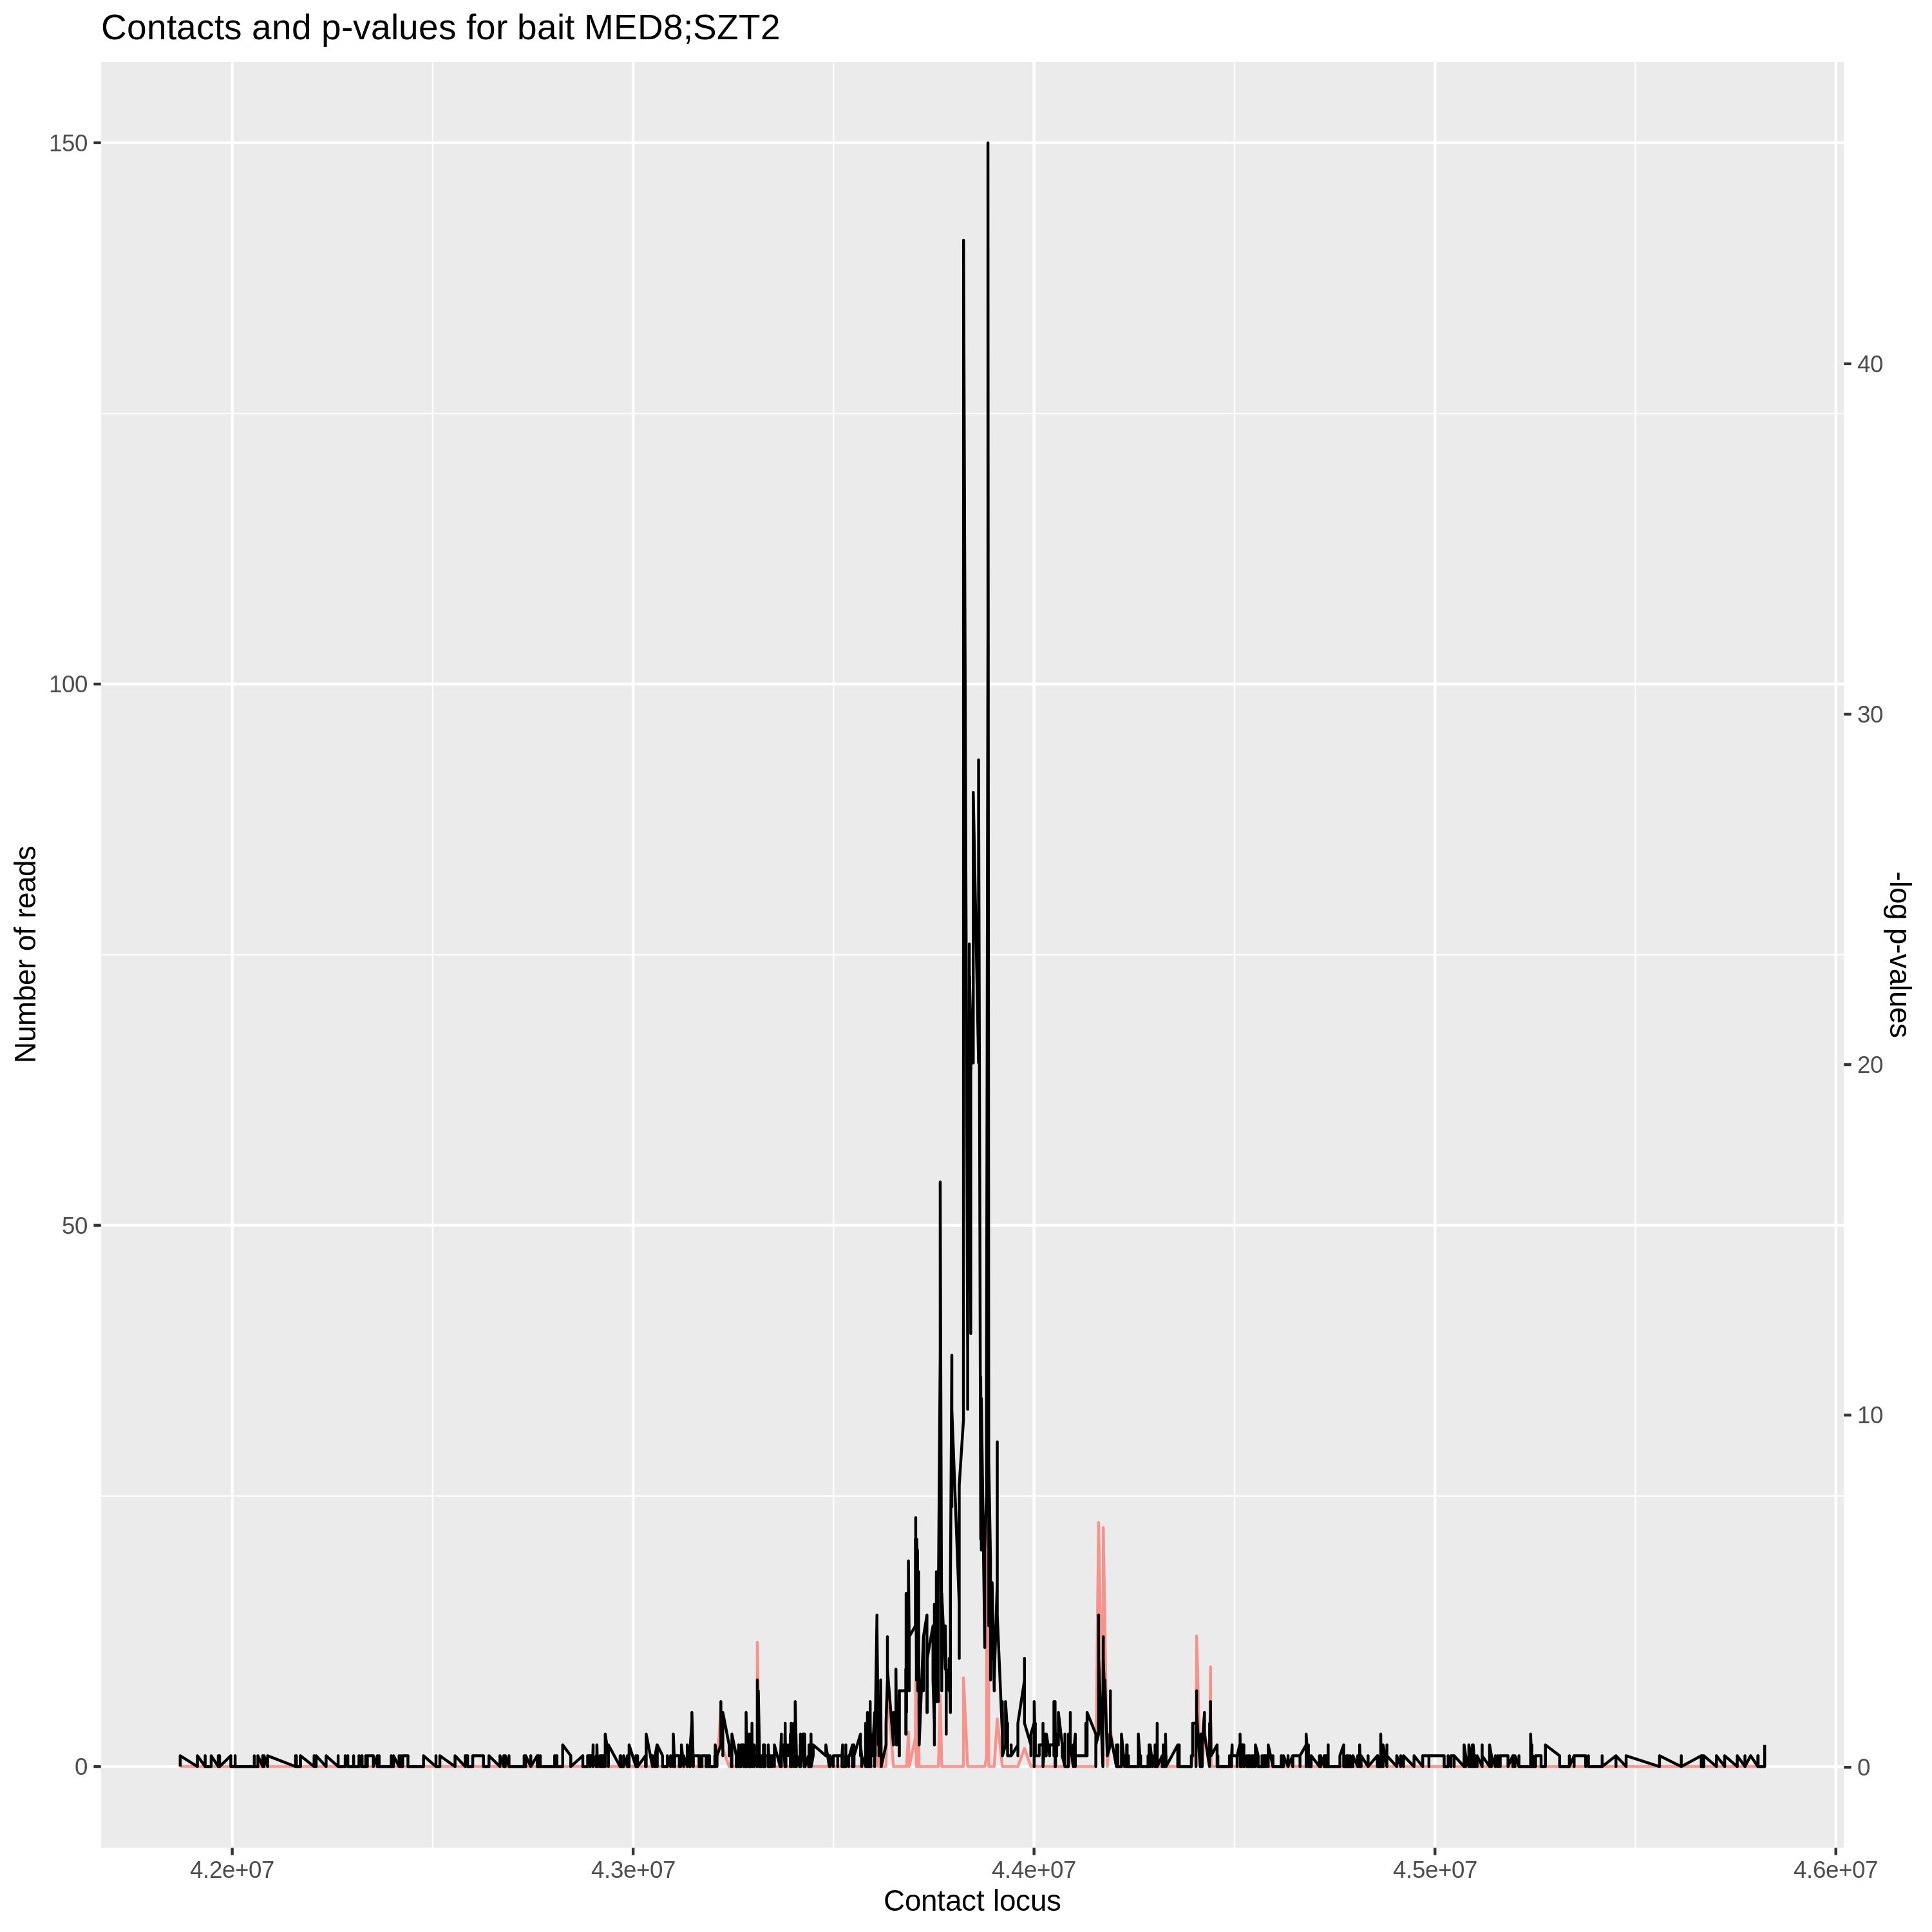 Contacts and p-values for bait MED8;SZT2
150
100
50
0
Number of reads
40
30
20
10
0
-log p-values
4.2e+07
4.3e+07
4.4e+07
4.5e+07
4.6e+07
Contact locus